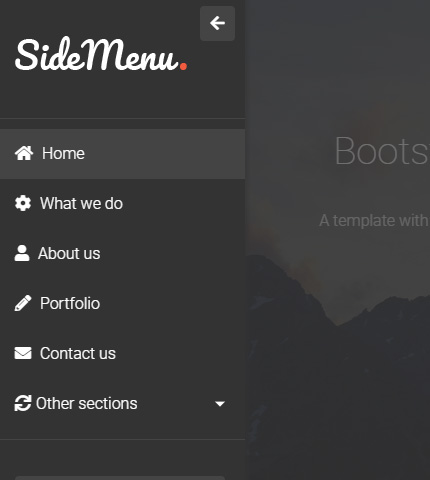 SideMenu.
Home
What we do
About us
Portfolio
Contact us
Other sections
Boots
A template with